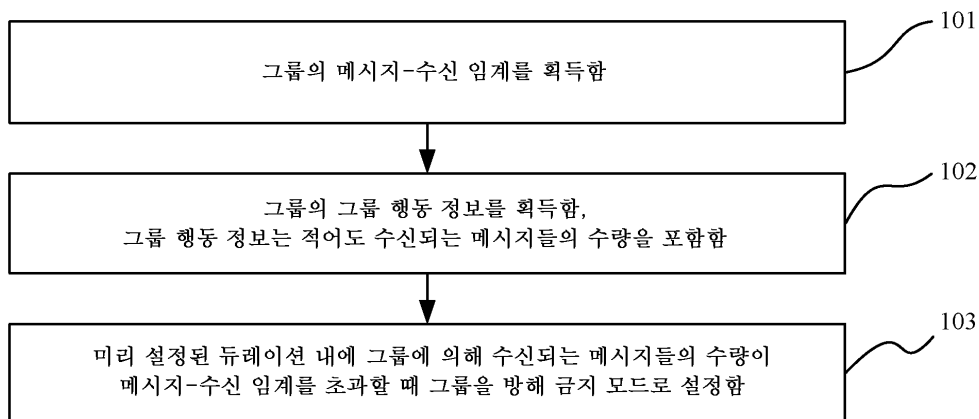 101
그룹의 메시지-수신 임계를 획득함
102
그룹의 그룹 행동 정보를 획득함,
그룹 행동 정보는 적어도 수신되는 메시지들의 수량을 포함함
103
미리 설정된 듀레이션 내에 그룹에 의해 수신되는 메시지들의 수량이
메시지-수신 임계를 초과할 때 그룹을 방해 금지 모드로 설정함